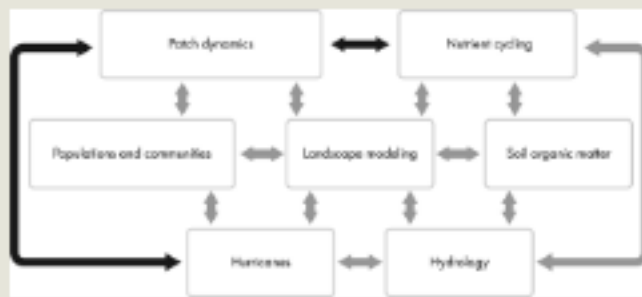 Patch dynamics
Nutrient cycling
Populations and communities
Landscape modeling
Soil organic matter
Hurricanes
Hydrology